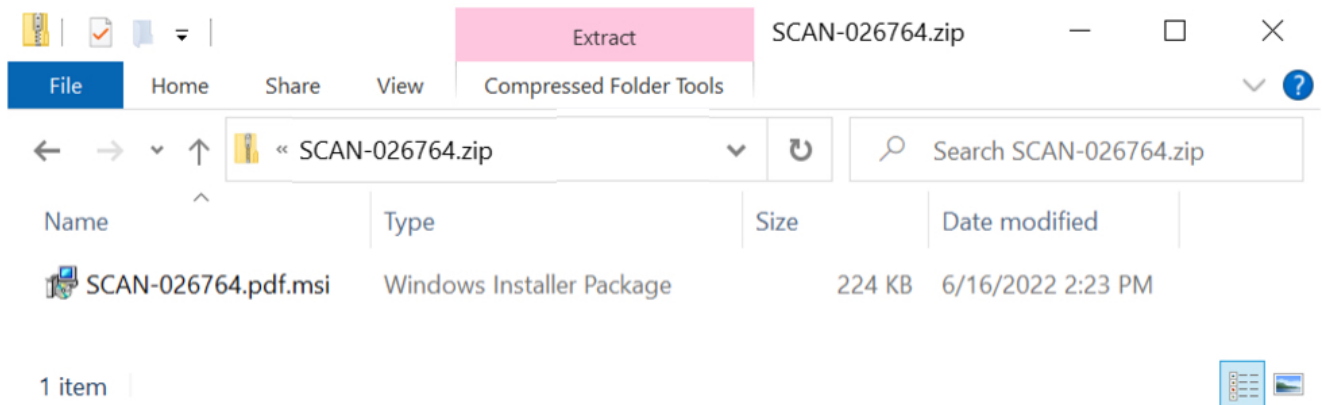 Extract SCAN-026764.zip
File Home Share View Compressed Folder Tools ?
« SCAN-026764.zip Search SCAN-026764.zip
Name Type Size Date modified
SCAN-026764.pdf.msi Windows Installer Package 224 KB 6/16/2022 2:23 PM
1 item